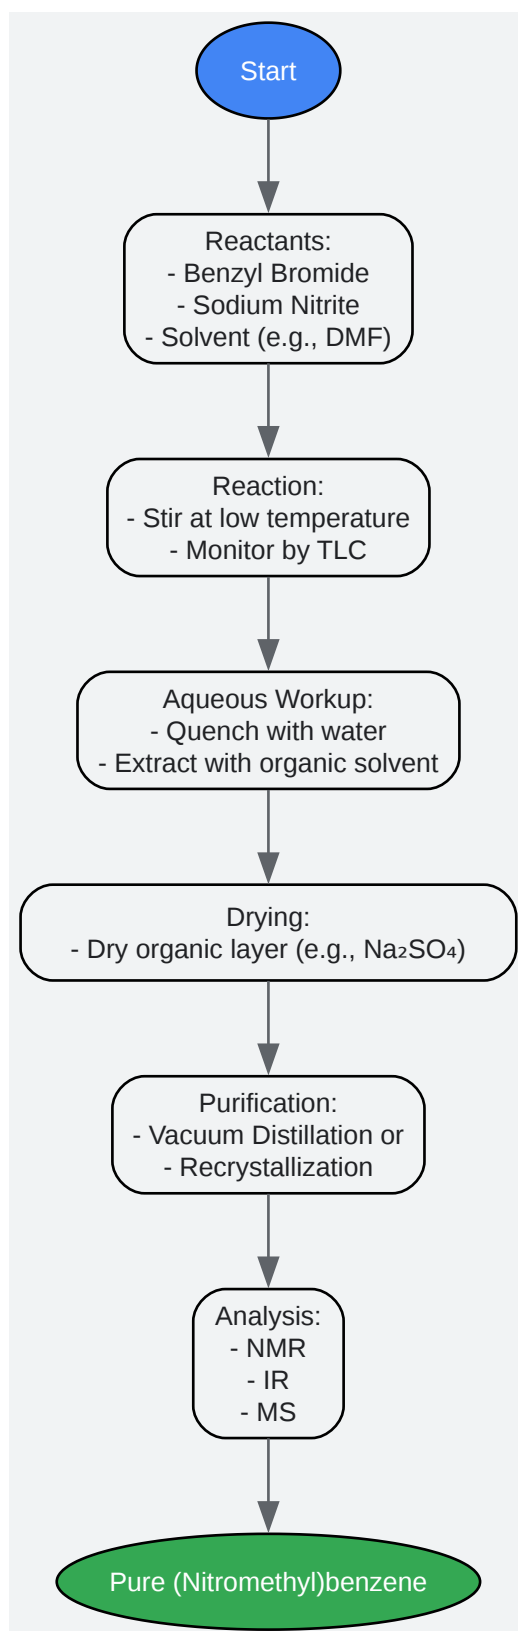 Start
Reactants:
- Benzyl Bromide
- Sodium Nitrite
- Solvent (e.g., DMF)
Reaction:
- Stir at low temperature
- Monitor by TLC
Aqueous Workup:
- Quench with water
- Extract with organic solvent
Drying:
- Dry organic layer (e.g., Na₂SO₄)
Purification:
- Vacuum Distillation or
- Recrystallization
Analysis:
- NMR
- IR
- MS
Pure (Nitromethyl)benzene